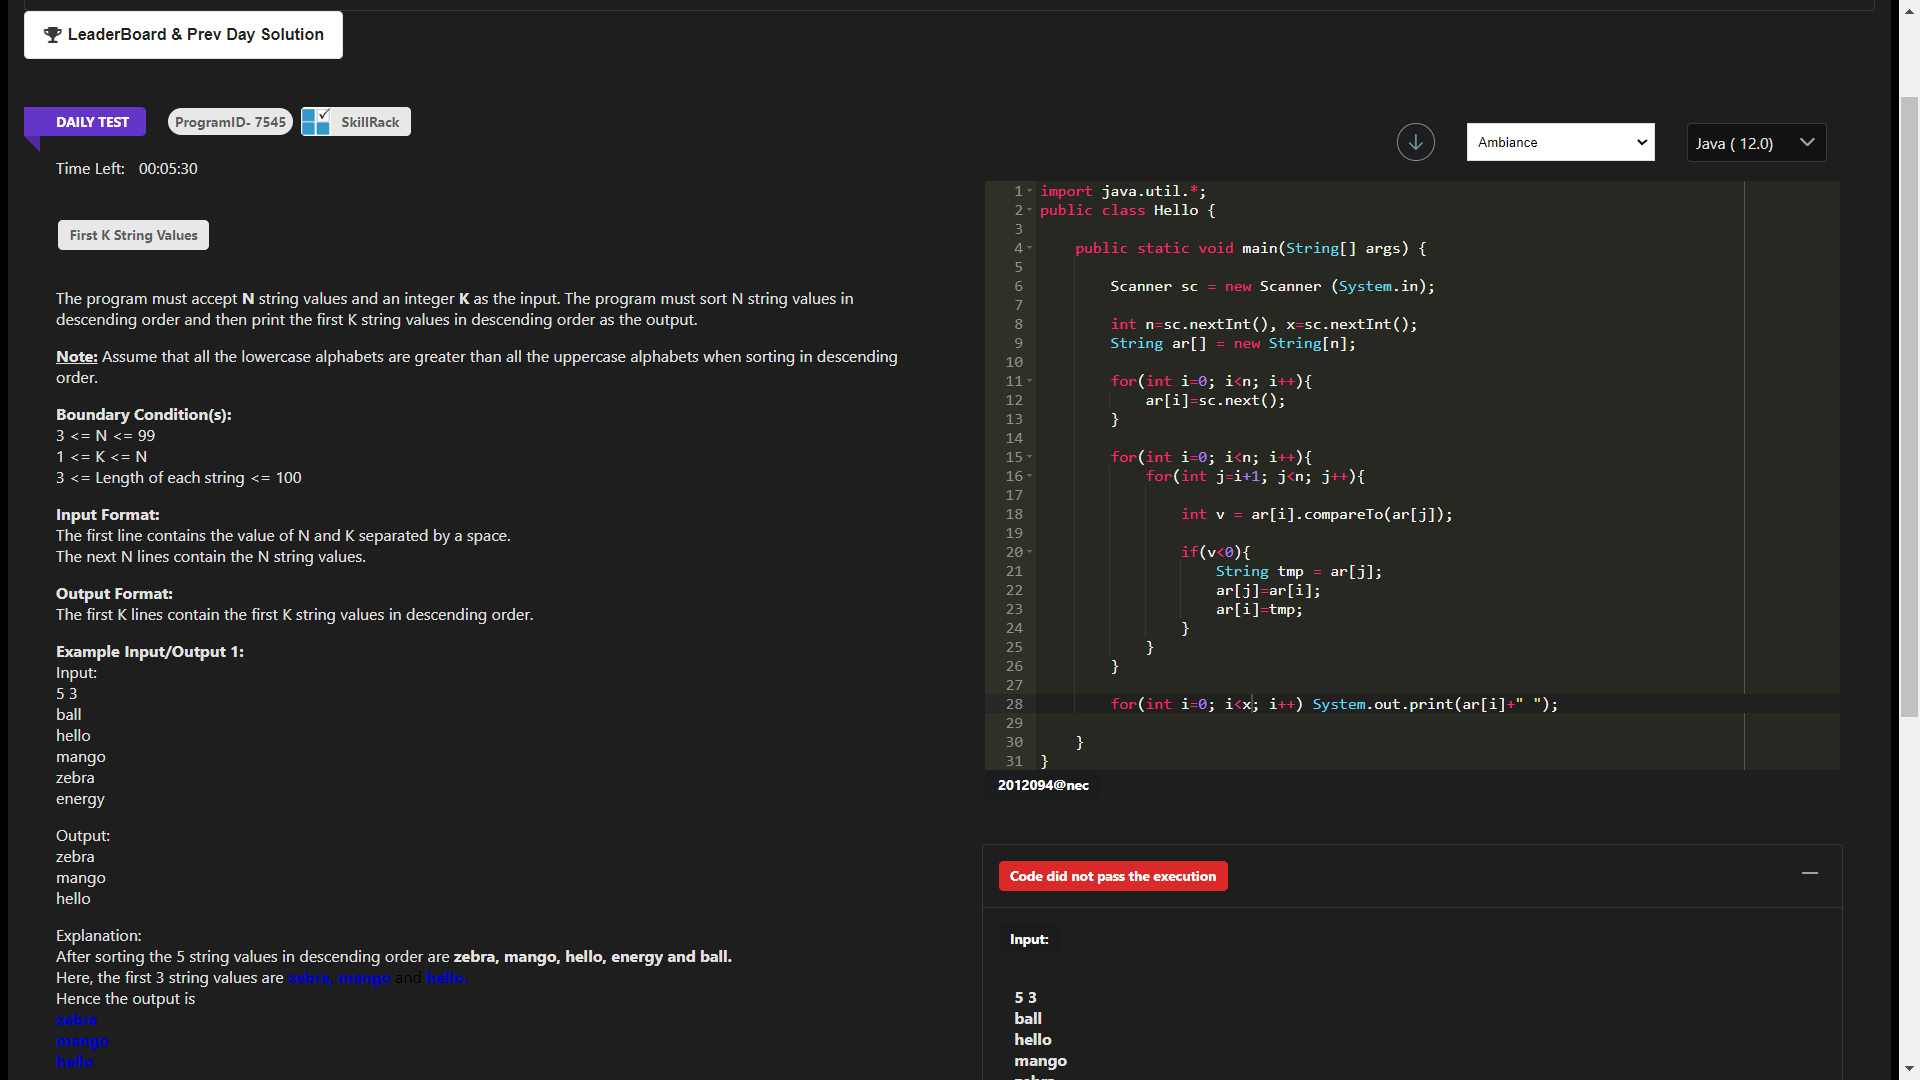 LeaderBoard & Prev Day Solution
DAILY TEST
ProgramID- 7545
SkillRack
Time Left: 00:05:30
First K String Values
The program must accept N string values and an integer K as the input. The program must sort N string values in
descending order and then print the first K string values in descending order as the output.
Note: Assume that all the lowercase alphabets are greater than all the uppercase alphabets when sorting in descending
order.
Boundary Condition(s):
3 <= N <= 99
1 <= K <= N
3 <= Length of each string <= 100
Input Format:
The first line contains the value of N and K separated by a space.
The next N lines contain the N string values.
Output Format:
The first K lines contain the first K string values in descending order.
Example Input/Output 1:
Input:
5 3
ball
hello
mango
zebra
energy
Output:
zebra
mango
hello
Explanation:
After sorting the 5 string values in descending order are zebra, mango, hello, energy and ball.
Here, the first 3 string values are zebra, mango and hello.
Hence the output is
zebra
mango
hello
Ambiance
Java ( 12.0)
1 import java.util.*;
2 public class Hello {
3
4 public static void main(String[] args) {
5
6 Scanner sc = new Scanner (System.in);
7
8 int n=sc.nextInt(), x=sc.nextInt();
9 String ar[] = new String[n];
10
11 for(int i=0; i<n; i++){
12 ar[i]=sc.next();
13 }
14
15 for(int i=0; i<n; i++){
16 for(int j=i+1; j<n; j++){
17
18 int v = ar[i].compareTo(ar[j]);
19
20 if(v<0){
21 String tmp = ar[j];
22 ar[j]=ar[i];
23 ar[i]=tmp;
24 }
25 }
26 }
27
28 for(int i=0; i<x; i++) System.out.print(ar[i]+" ");
29
30 }
31 }
2012094@nec
Code did not pass the execution
Input:
5 3
ball
hello
mango
zebra